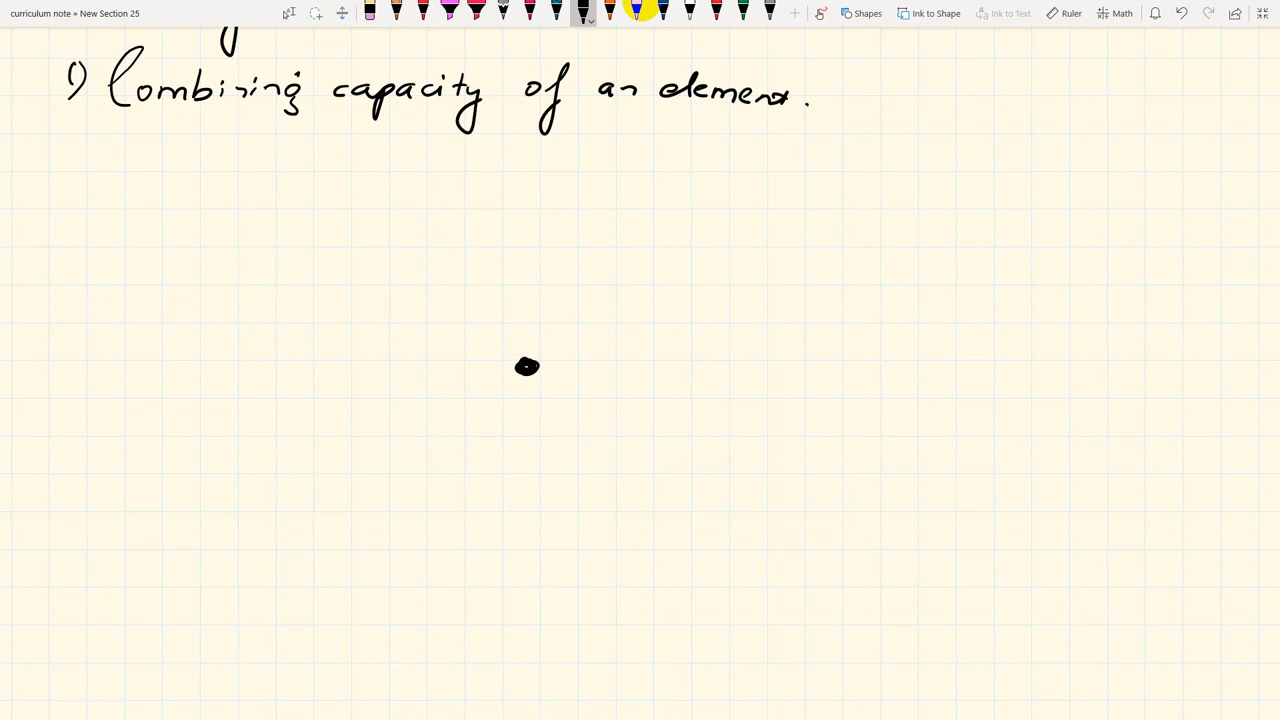 curriculum note » New Section 25
Shapes Ink to Shape Ink to Text Ruler Math
1) Combining capacity of an element.